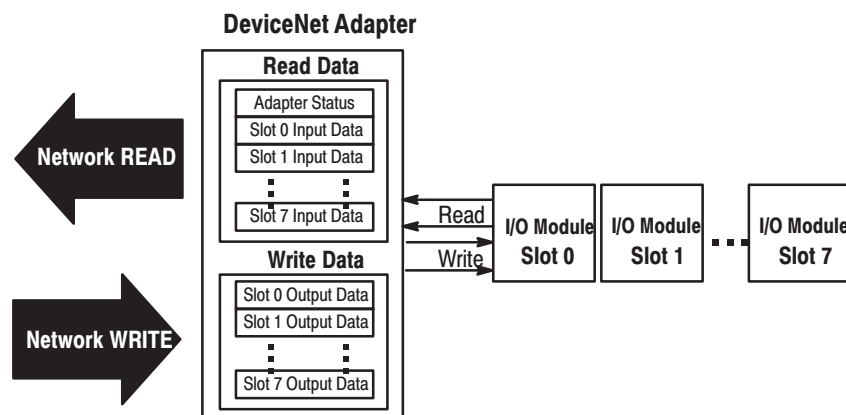 DeviceNet Adapter
Read Data
Adapter Status
Slot 0 Input Data
Slot 1 Input Data
Slot 7 Input Data
Network READ
Read
Write
I/O Module
Slot 0
I/O Module
Slot 1
I/O Module
Slot 7
Write Data
Slot 0 Output Data
Slot 1 Output Data
Slot 7 Output Data
Network WRITE